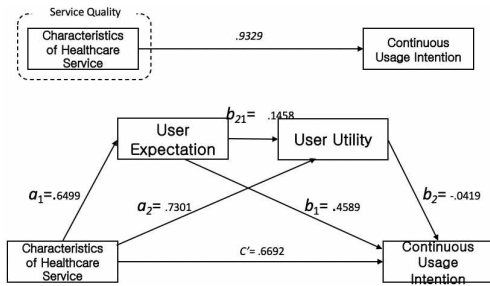 Service Quality
Characteristics
of Healthcare
Service
.9329
Continuous
Usage Intention
b21= .1458
User
Expectation
User Utility
a1=.6499
a2=.7301
b1=.4589
b2=-.0419
Characteristics
of Healthcare
Service
C'= .6692
Continuous
Usage
Intention